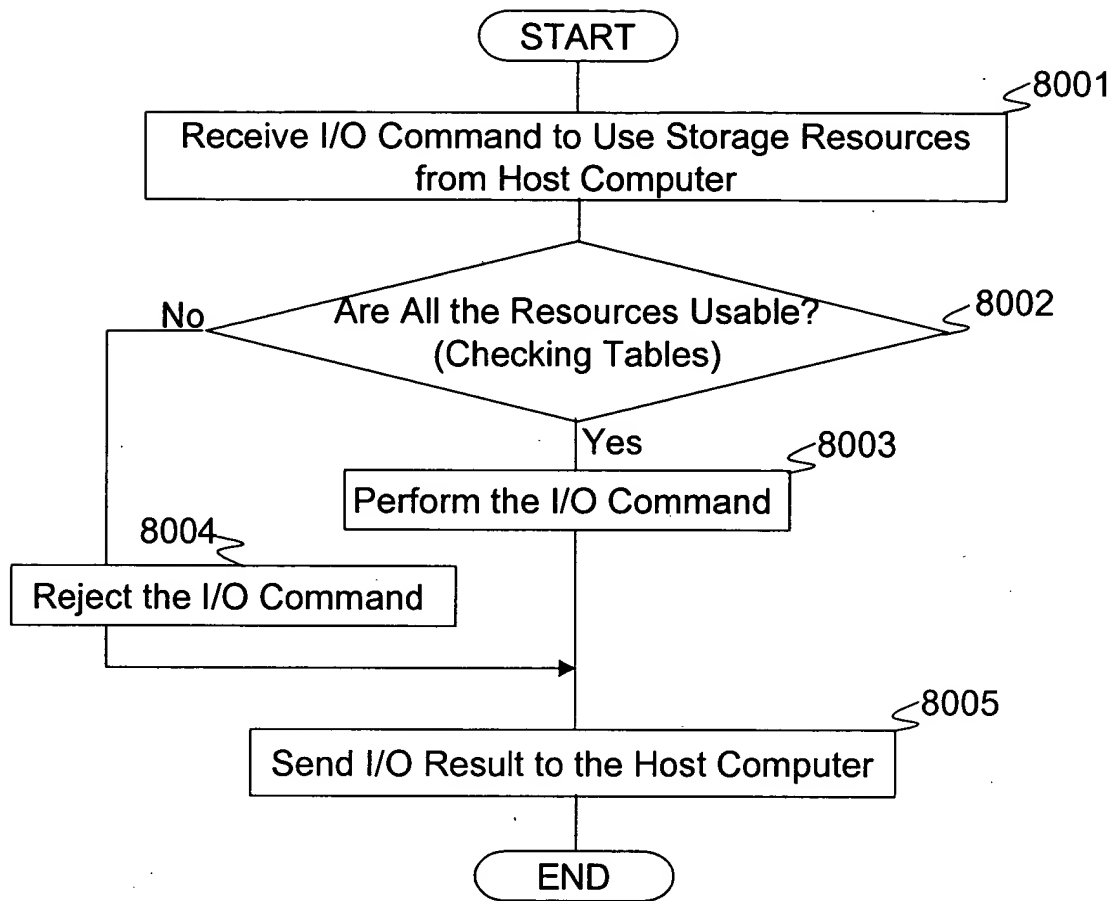 START
8001
Receive I/O Command to Use Storage Resources
from Host Computer
No
Are All the Resources Usable?
(Checking Tables)
8002
Yes
8003
Perform the I/O Command
8004
Reject the I/O Command
8005
Send I/O Result to the Host Computer
END